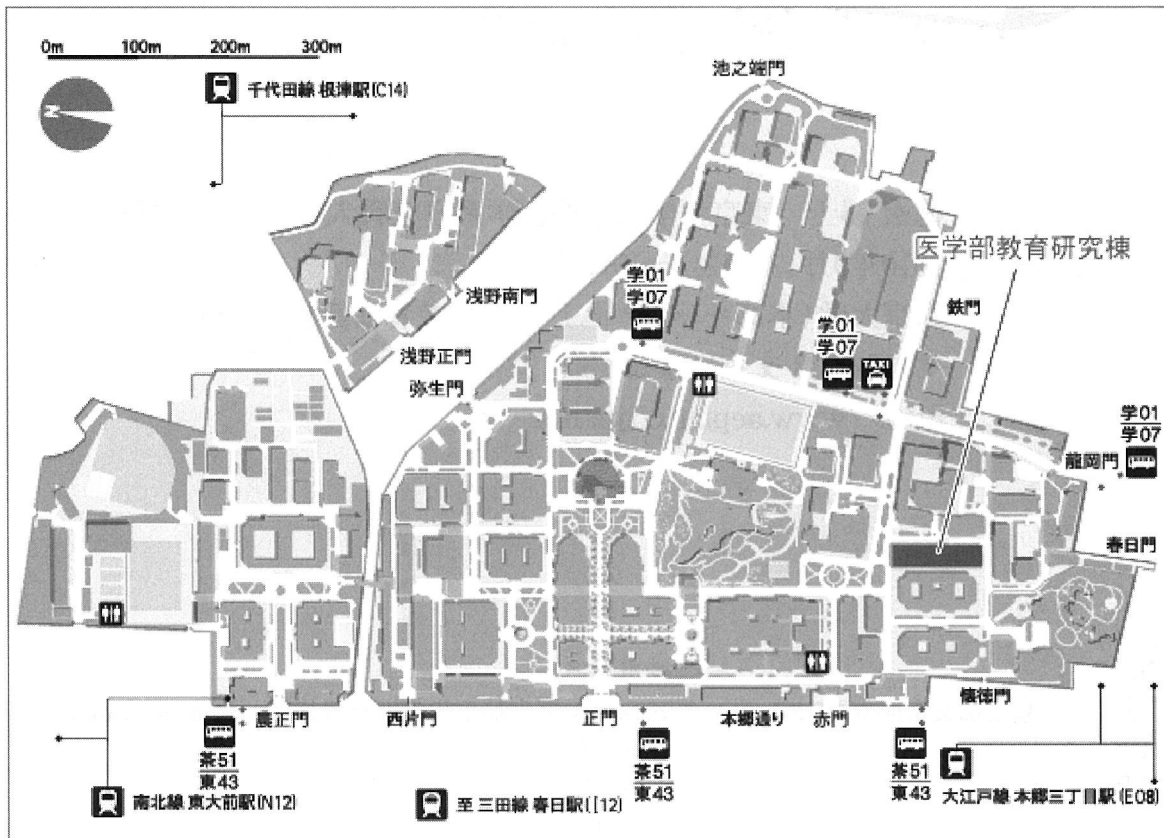 0m 100m 200m 300m
池之端門
千代田線 根津駅(C14)
N
医学部教育研究棟
学01
学07
浅野南門
鉄門
学01
学07
TAXI
浅野正門
弥生門
学01
学07
龍岡門
春日門
懐徳門
農正門
西片門
正門
本郷通り
赤門
茶51
東43
茶51
東43
茶51
東43
南北線 東大前駅(N12)
至 三田線 春日駅(I12)
大江戸線 本郷三丁目駅(E08)